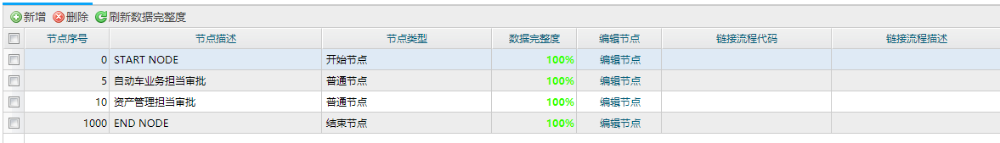 新增 删除 刷新数据完整度
节点序号 节点描述 节点类型 数据完整度 编辑节点 链接流程代码 链接流程描述
0 START NODE 开始节点 100% 编辑节点
5 自动车业务担当审批 普通节点 100% 编辑节点
10 资产管理担当审批 普通节点 100% 编辑节点
1000 END NODE 结束节点 100% 编辑节点